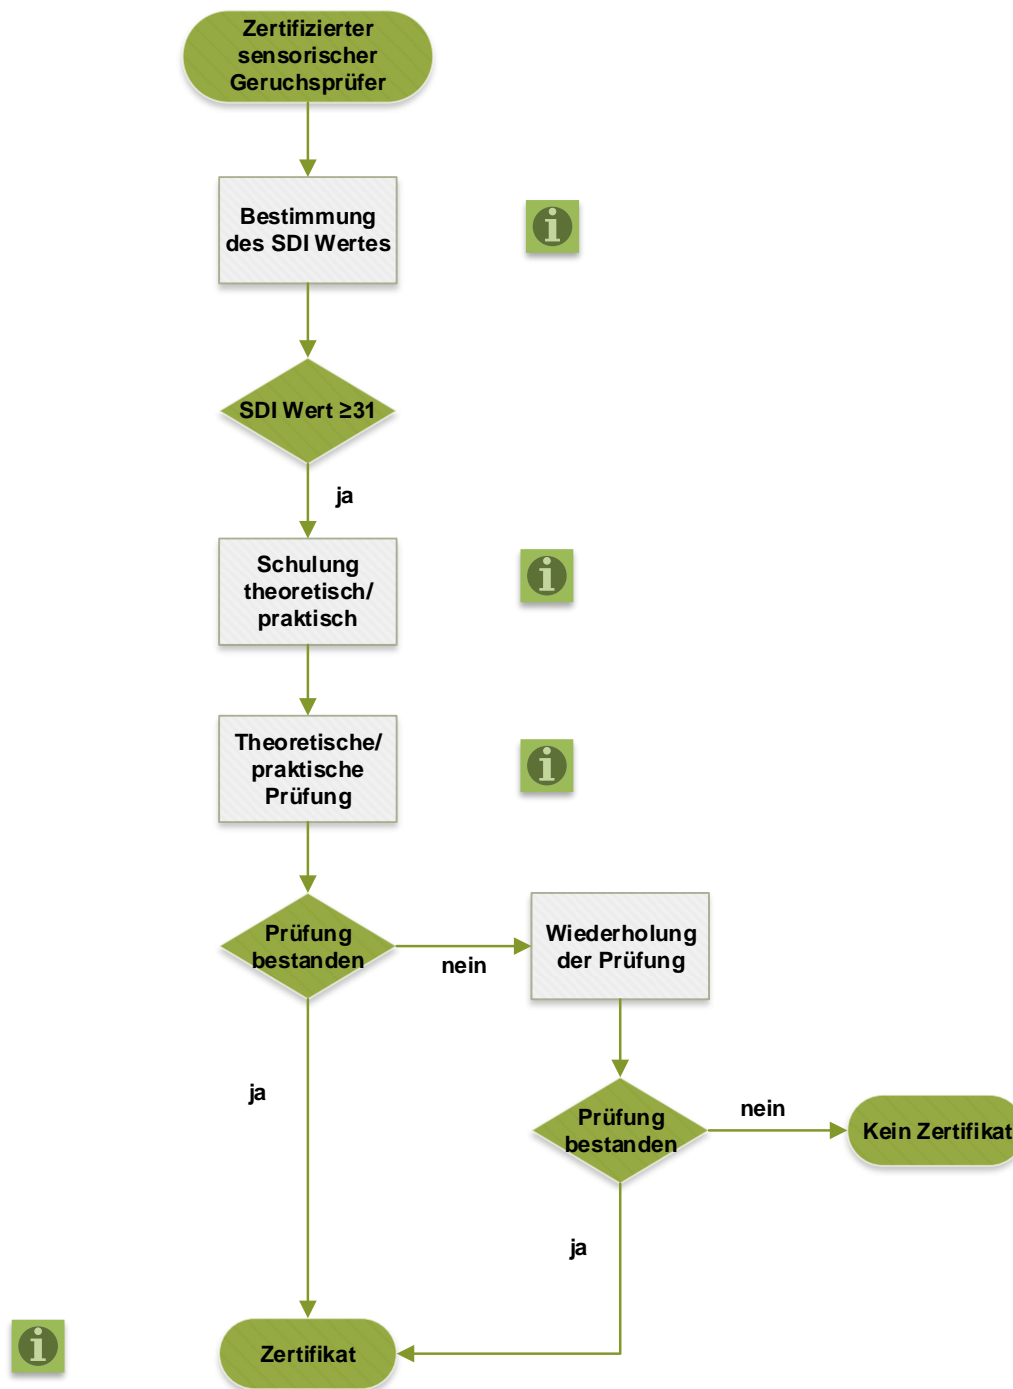 Zertifizierter
sensorischer
Geruchsprüfer
Bestimmung
des SDI Wertes
i
SDI Wert ≥31
ja
Schulung
theoretisch/
praktisch
i
Theoretische/
praktische
Prüfung
i
Prüfung
bestanden
nein
Wiederholung
der Prüfung
ja
Prüfung
bestanden
nein
Kein Zertifikat
ja
i
Zertifikat